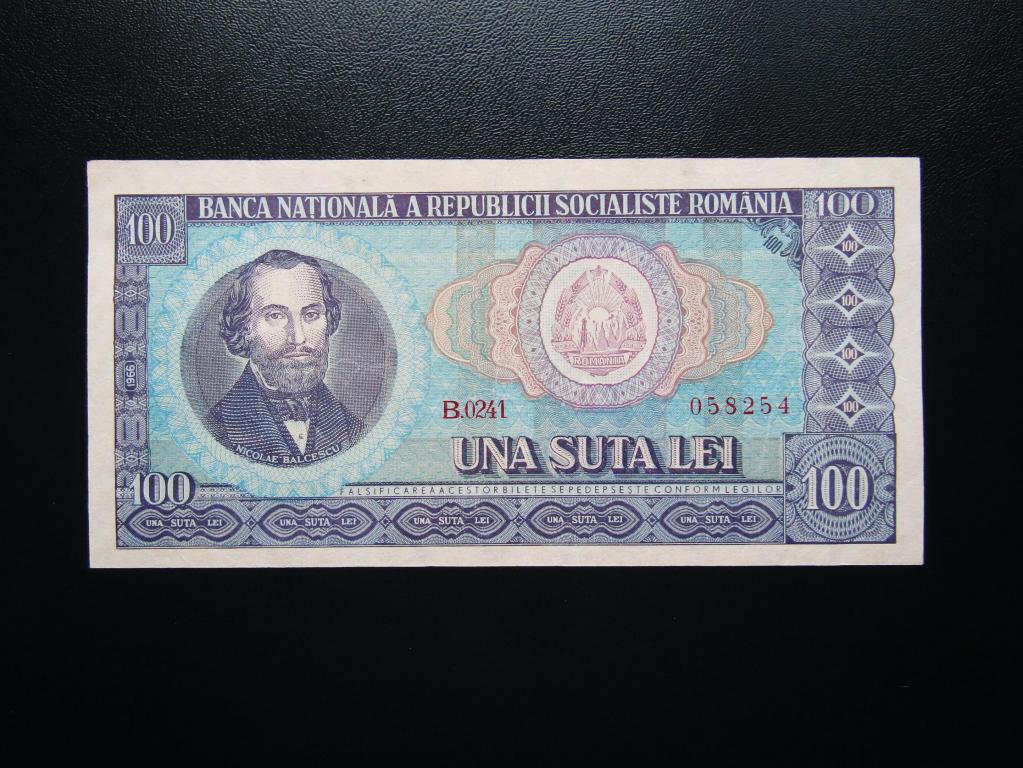 BANCA NATIONALĂ A REPUBLICII SOCIALISTE ROMÂNIA
100
100
100
100
100
100
100
1966
ROMANIA
B.0241
058254
NICOLAE BALCESCU
UNA SUTA LEI
100
100
FALSIFICAREA ACESTOR BILETE SE PEDEPSEȘTE CONFORM LEGILOR
UNA SUTA LEI UNA SUTA LEI UNA SUTA LEI UNA SUTA LEI UNA SUTA LEI